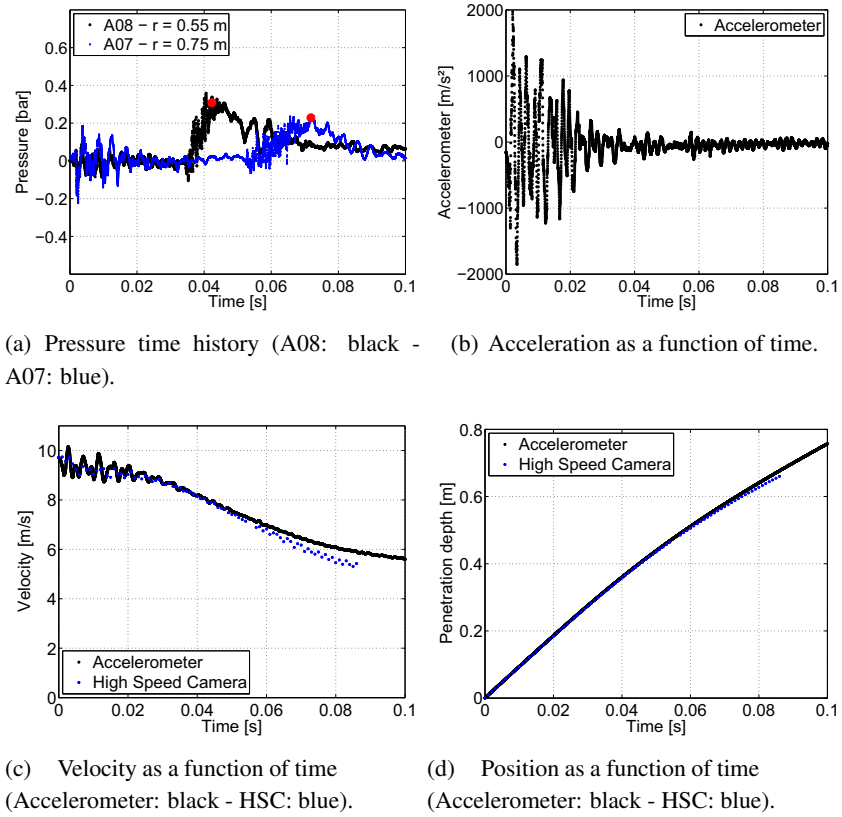 A08 − r = 0.55 m
A07 − r = 0.75 m
0.6
0.4
0.2
0
−0.2
−0.4
Pressure [bar]
0 0.02 0.04 0.06 0.08 0.1
Time [s]
Accelerometer
2000
1000
0
−1000
−2000
Accelerometer [m/s²]
0 0.02 0.04 0.06 0.08 0.1
Time [s]
(a) Pressure time history (A08: black -
A07: blue).
(b) Acceleration as a function of time.
10
8
6
4
2
0
Velocity [m/s]
Accelerometer
High Speed Camera
0 0.02 0.04 0.06 0.08 0.1
Time [s]
Accelerometer
High Speed Camera
0.8
0.6
0.4
0.2
0
Penetration depth [m]
0 0.02 0.04 0.06 0.08 0.1
Time [s]
(c) Velocity as a function of time
(Accelerometer: black - HSC: blue).
(d) Position as a function of time
(Accelerometer: black - HSC: blue).